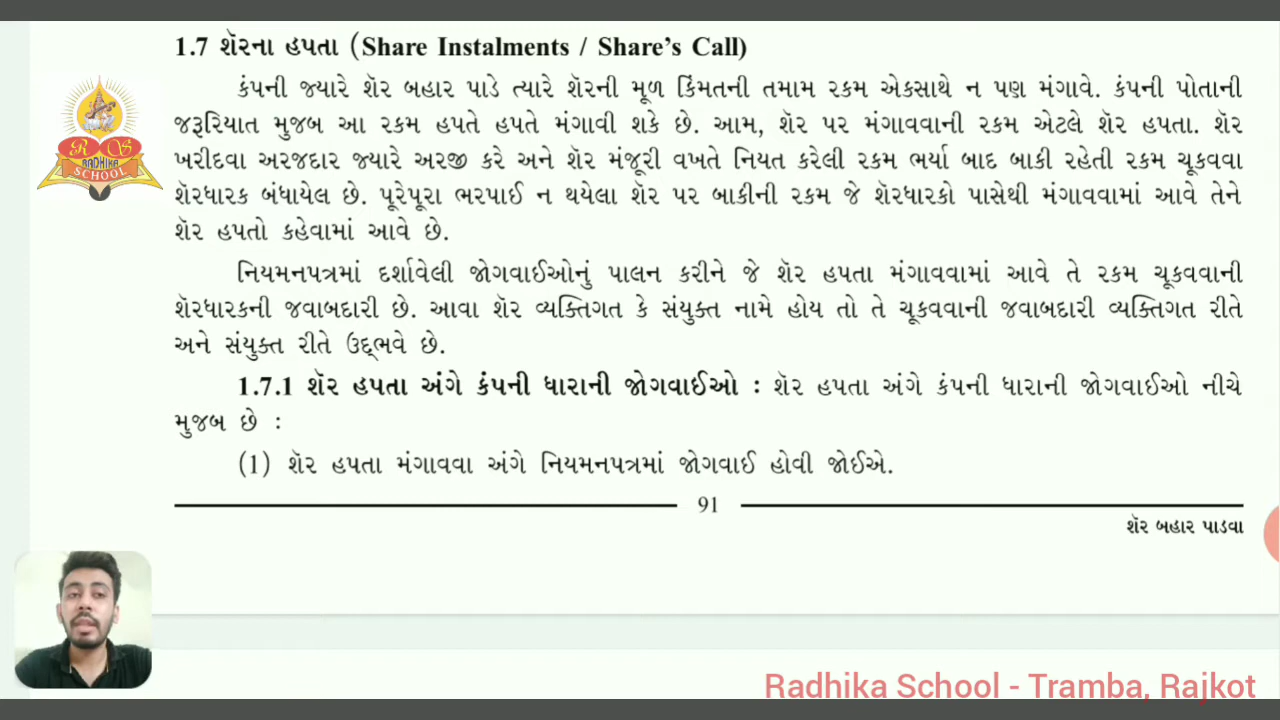 1.7 શૅરના હપતા (Share Instalments / Share's Call)
કંપની જ્યારે શૅર બહાર પાડે ત્યારે શૅરની મૂળ કિંમતની તમામ રકમ એકસાથે ન પણ મંગાવે. કંપની પોતાની
જરૂરિયાત મુજબ આ રકમ હપતે હપતે મંગાવી શકે છે. આમ, શૅર પર મંગાવવાની રકમ એટલે શૅર હપતા. શૅર
ખરીદવા અરજદાર જ્યારે અરજી કરે અને શૅર મંજૂરી વખતે નિયત કરેલી રકમ ભર્યા બાદ બાકી રહેતી રકમ ચૂકવવા
શૅરધારક બંધાયેલ છે. પૂરેપૂરા ભરપાઈ ન થયેલા શૅર પર બાકીની રકમ જે શૅરધારકો પાસેથી મંગાવવામાં આવે તેને
શૅર હપતો કહેવામાં આવે છે.
નિયમનપત્રમાં દર્શાવેલી જોગવાઈઓનું પાલન કરીને જે શૅર હપતા મંગાવવામાં આવે તે રકમ ચૂકવવાની
શૅરધારકની જવાબદારી છે. આવા શૅર વ્યક્તિગત કે સંયુક્ત નામે હોય તો તે ચૂકવવાની જવાબદારી વ્યક્તિગત રીતે
અને સંયુક્ત રીતે ઉદ્ભવે છે.
1.7.1 શૅર હપતા અંગે કંપની ધારાની જોગવાઈઓ : શૅર હપતા અંગે કંપની ધારાની જોગવાઈઓ નીચે
મુજબ છે :
(1) શૅર હપતા મંગાવવા અંગે નિયમનપત્રમાં જોગવાઈ હોવી જોઈએ.
91
શૅર બહાર પાડવા
R S
RADHIKA
SCHOOL
Radhika School - Tramba, Rajkot